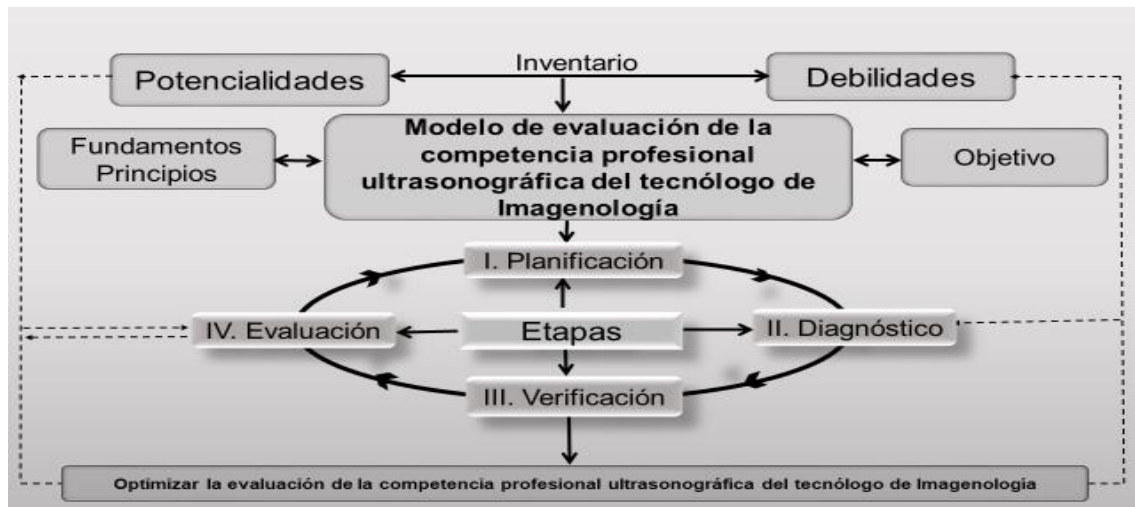 Inventario
Potencialidades
Debilidades
Fundamentos
Principios
Modelo de evaluación de la
competencia profesional
ultrasonográfica del tecnólogo de
Imagenología
Objetivo
I. Planificación
IV. Evaluación
Etapas
II. Diagnóstico
III. Verificación
Optimizar la evaluación de la competencia profesional ultrasonográfica del tecnólogo de Imagenología